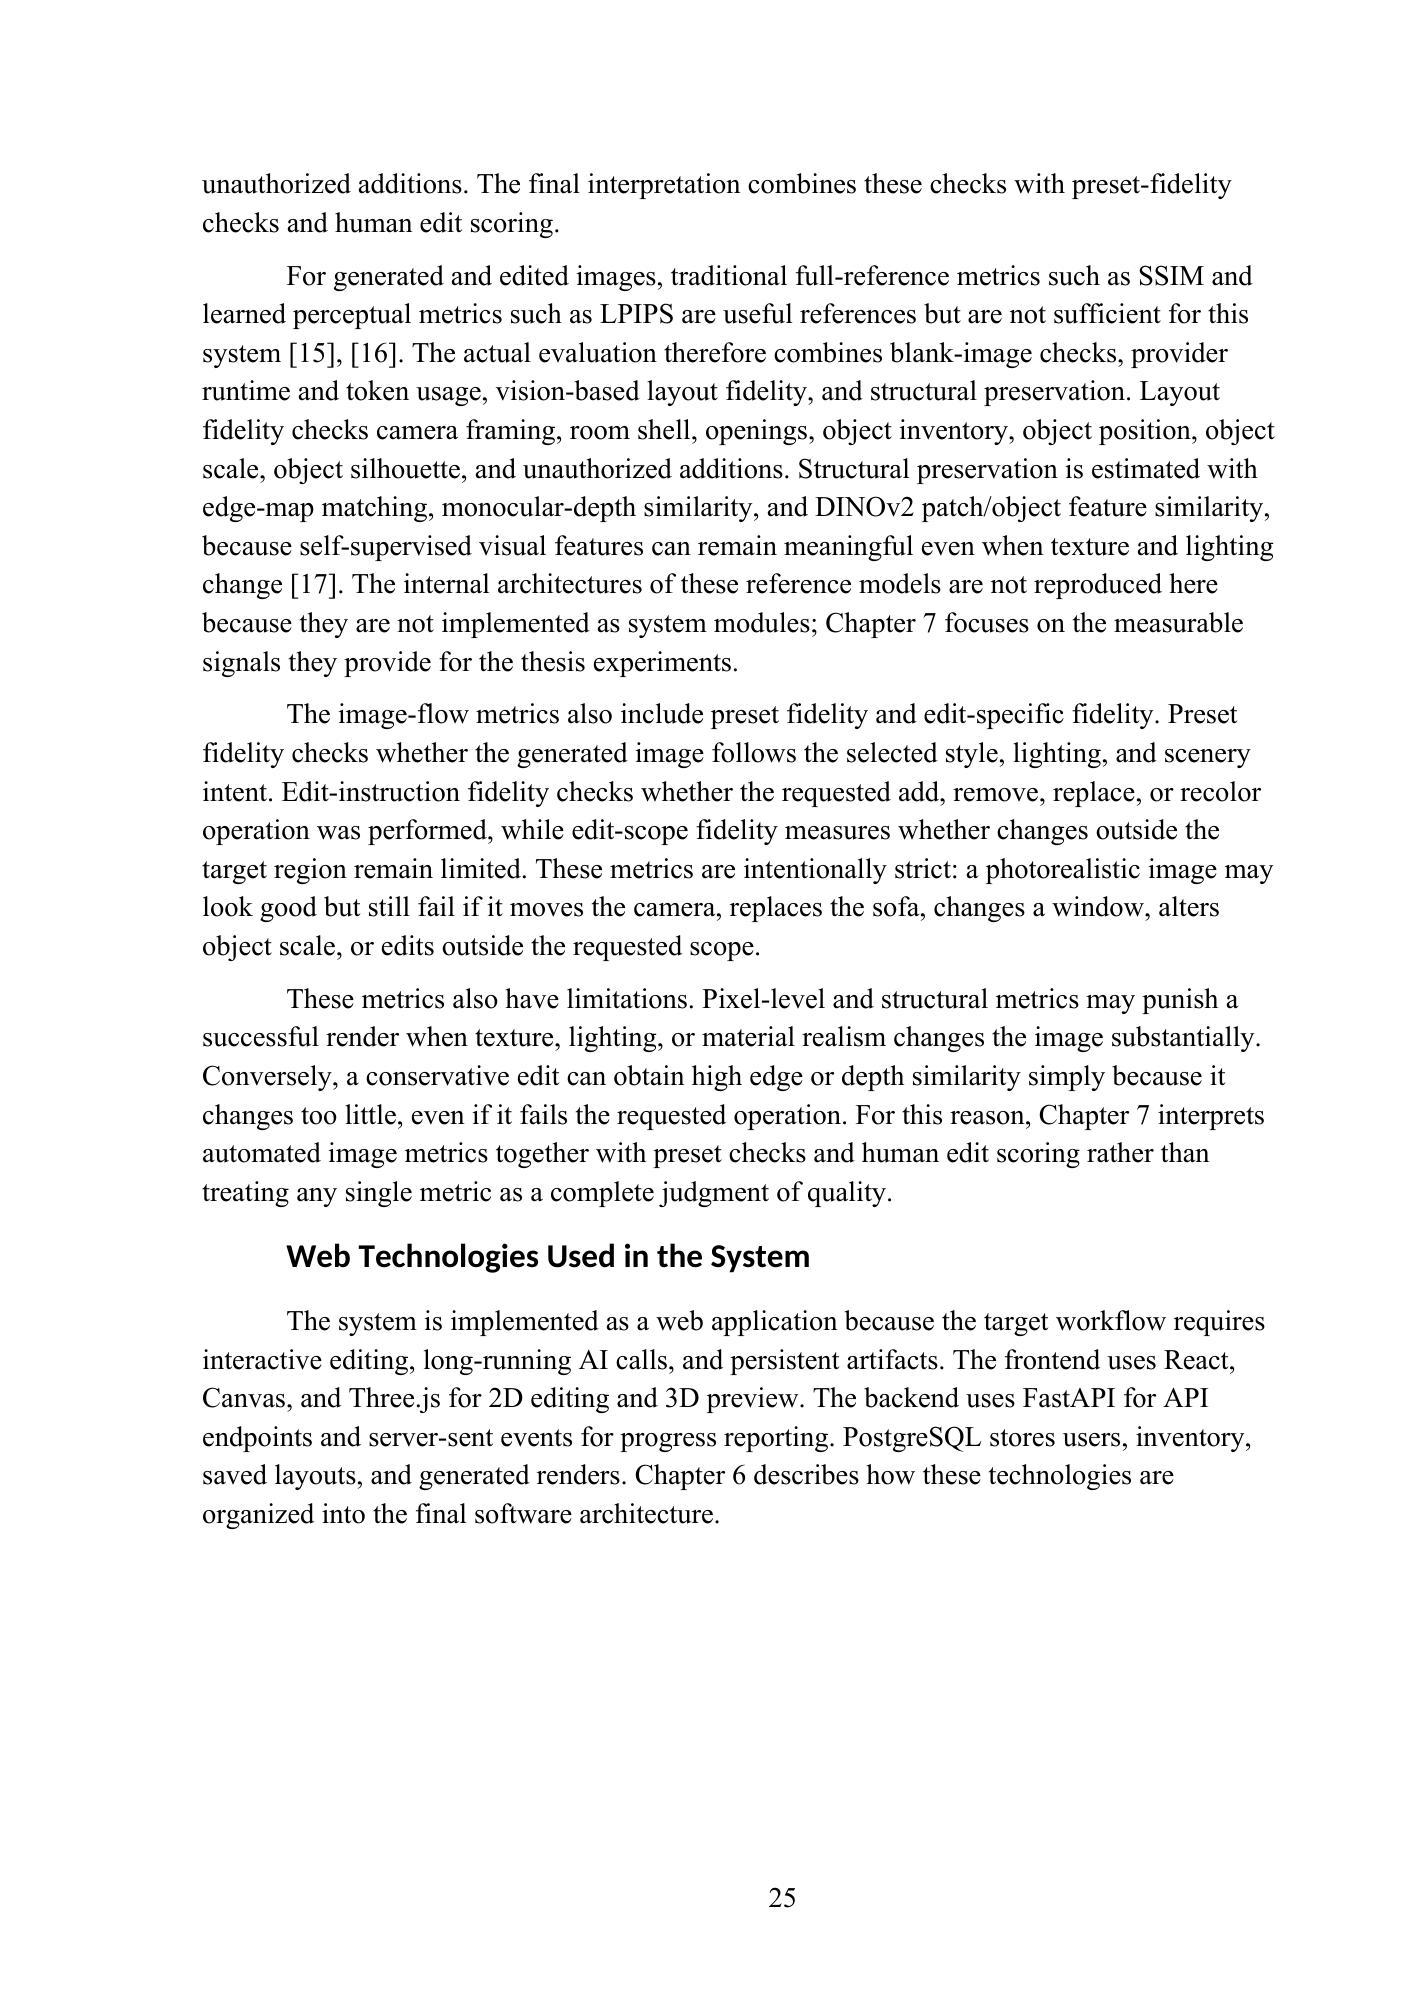 unauthorized additions. The final interpretation combines these checks with preset-fidelity
checks and human edit scoring.
For generated and edited images, traditional full-reference metrics such as SSIM and
learned perceptual metrics such as LPIPS are useful references but are not sufficient for this
system [15], [16]. The actual evaluation therefore combines blank-image checks, provider
runtime and token usage, vision-based layout fidelity, and structural preservation. Layout
fidelity checks camera framing, room shell, openings, object inventory, object position, object
scale, object silhouette, and unauthorized additions. Structural preservation is estimated with
edge-map matching, monocular-depth similarity, and DINOv2 patch/object feature similarity,
because self-supervised visual features can remain meaningful even when texture and lighting
change [17]. The internal architectures of these reference models are not reproduced here
because they are not implemented as system modules; Chapter 7 focuses on the measurable
signals they provide for the thesis experiments.
The image-flow metrics also include preset fidelity and edit-specific fidelity. Preset
fidelity checks whether the generated image follows the selected style, lighting, and scenery
intent. Edit-instruction fidelity checks whether the requested add, remove, replace, or recolor
operation was performed, while edit-scope fidelity measures whether changes outside the
target region remain limited. These metrics are intentionally strict: a photorealistic image may
look good but still fail if it moves the camera, replaces the sofa, changes a window, alters
object scale, or edits outside the requested scope.
These metrics also have limitations. Pixel-level and structural metrics may punish a
successful render when texture, lighting, or material realism changes the image substantially.
Conversely, a conservative edit can obtain high edge or depth similarity simply because it
changes too little, even if it fails the requested operation. For this reason, Chapter 7 interprets
automated image metrics together with preset checks and human edit scoring rather than
treating any single metric as a complete judgment of quality.
Web Technologies Used in the System
The system is implemented as a web application because the target workflow requires
interactive editing, long-running AI calls, and persistent artifacts. The frontend uses React,
Canvas, and Three.js for 2D editing and 3D preview. The backend uses FastAPI for API
endpoints and server-sent events for progress reporting. PostgreSQL stores users, inventory,
saved layouts, and generated renders. Chapter 6 describes how these technologies are
organized into the final software architecture.
25